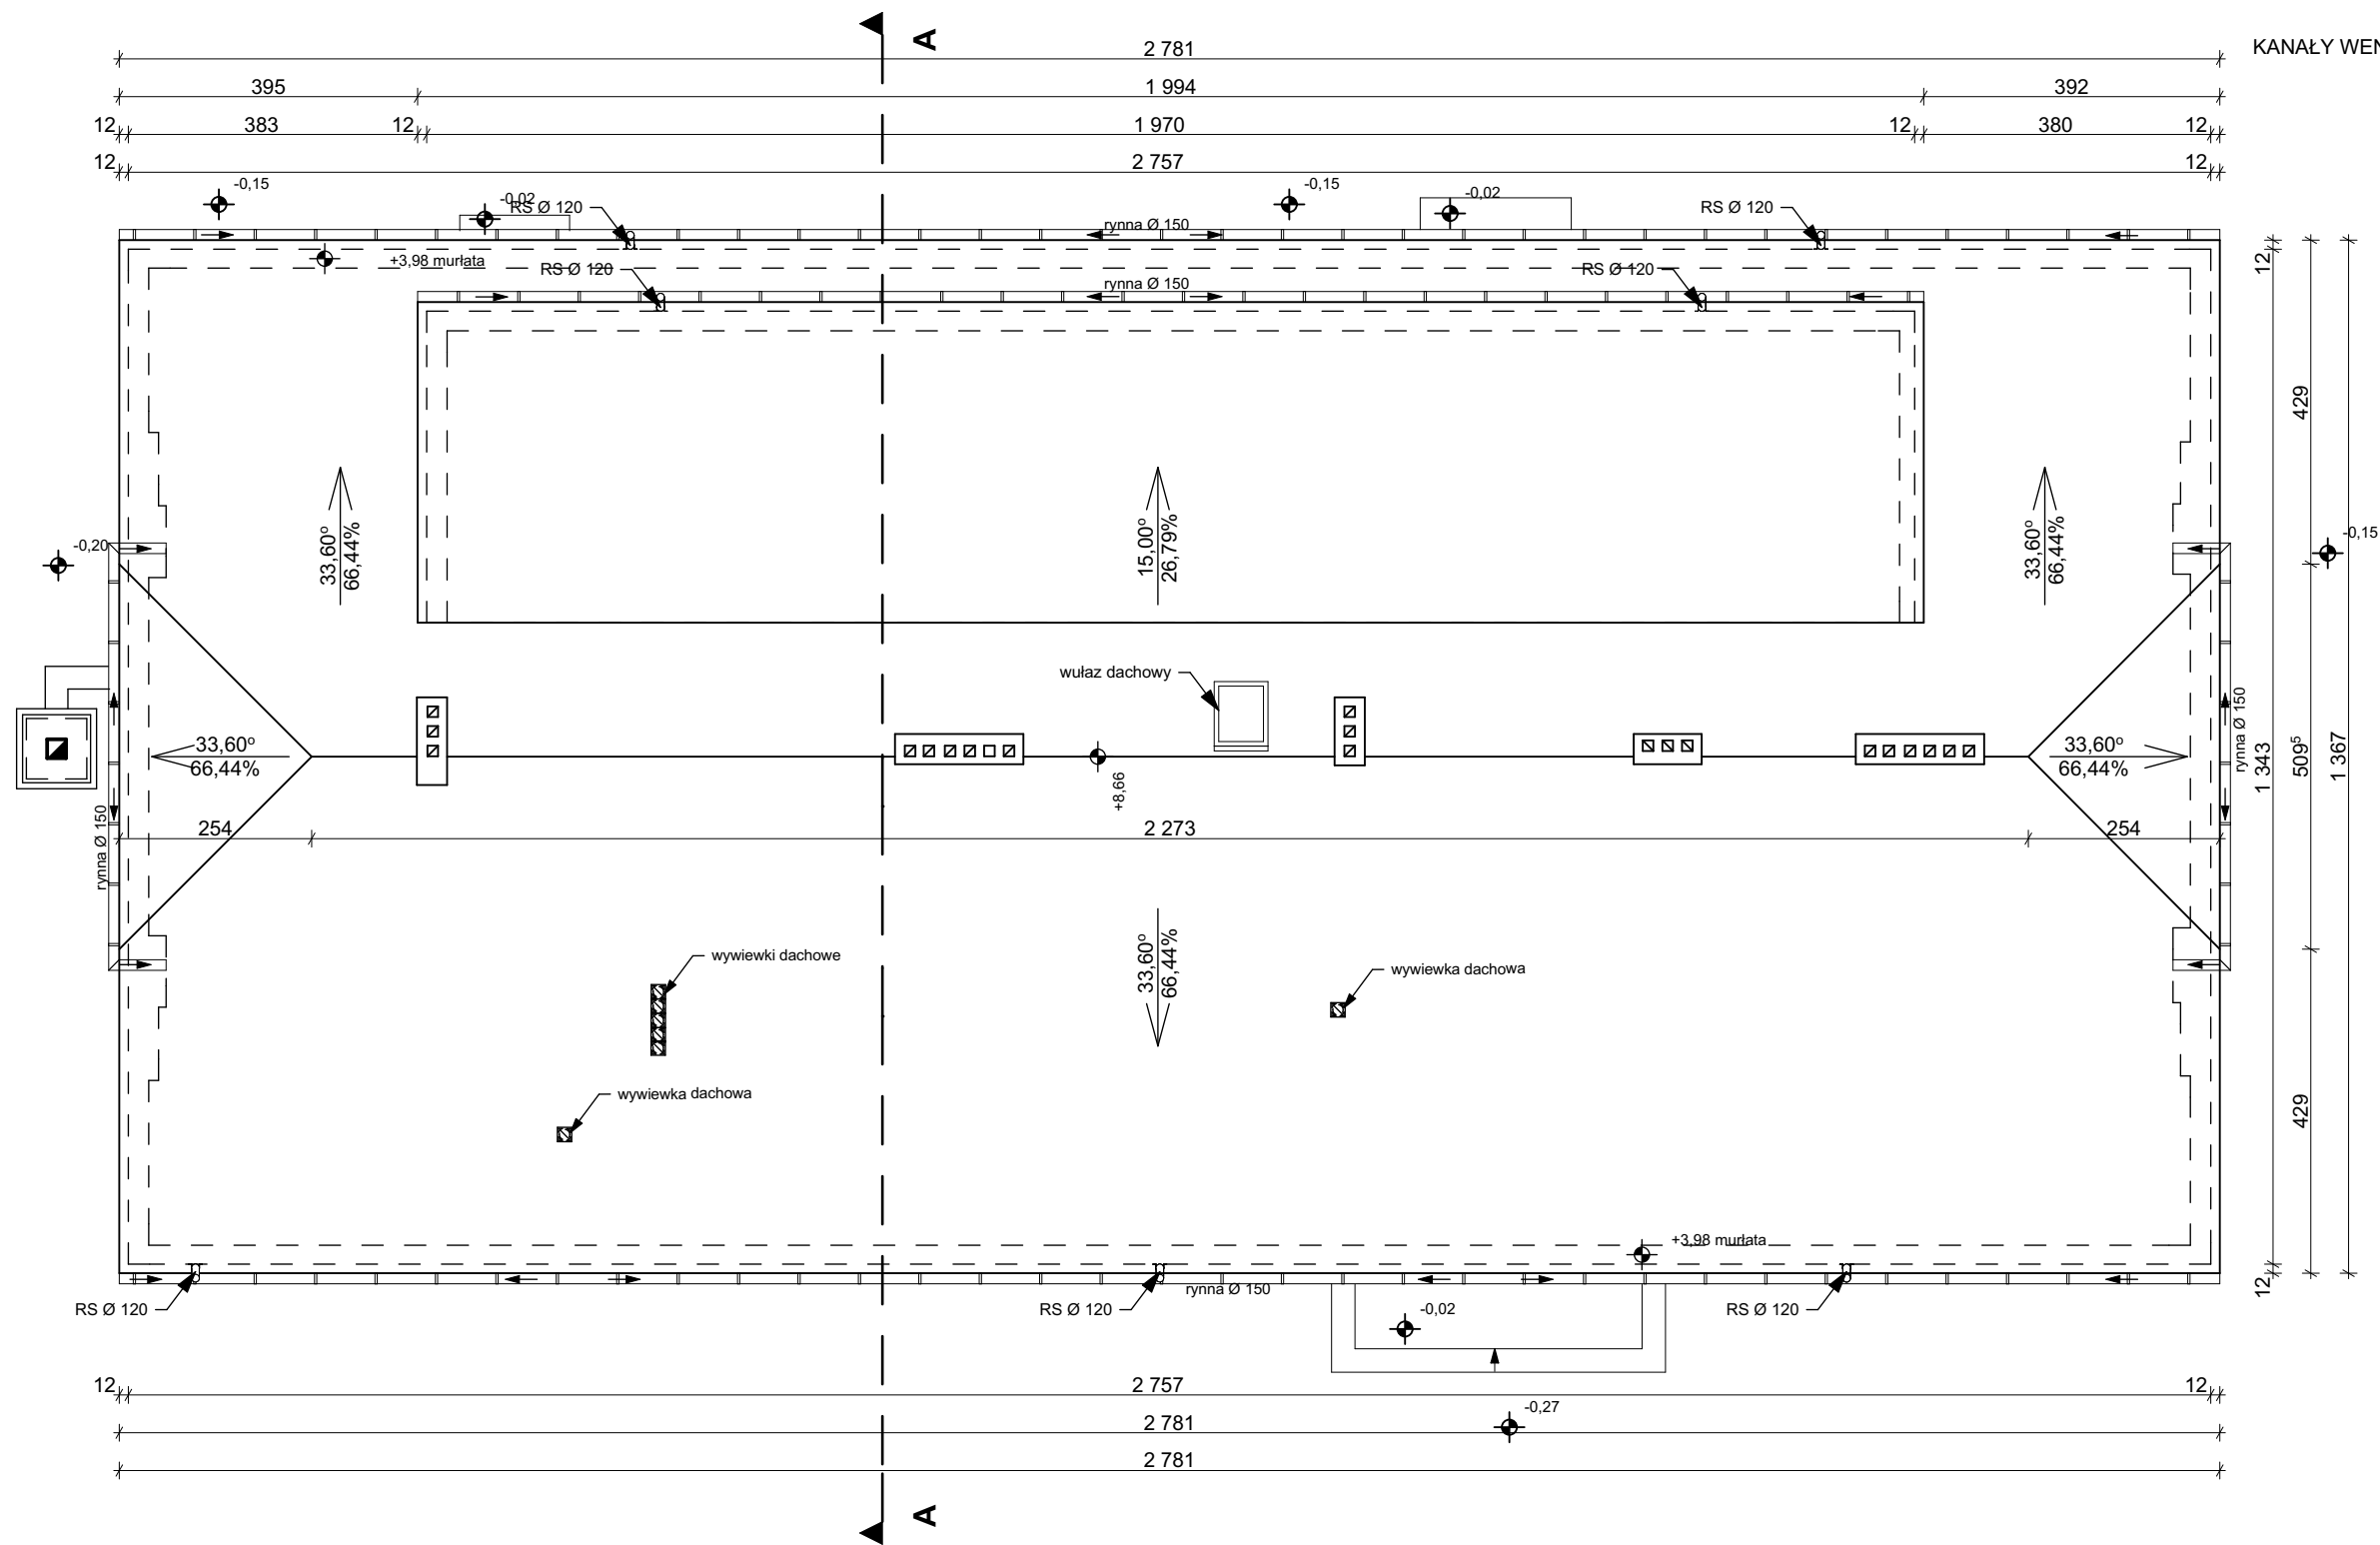 A
2 781
KANAŁY WEN
395
1 994
392
12
383
12
1 970
12
380
12
12
2 757
12
-0,15
-0,02
RS Ø 120
-0,15
-0,02
RS Ø 120
rynna Ø 150
+3,98 murłata
RS Ø 120
rynna Ø 150
RS Ø 120
12
429
33,60º
66,44%
15,00º
26,79%
33,60º
66,44%
-0,20
-0,15
wułaz dachowy
33,60º
66,44%
+8,66
33,60º
66,44%
rynna Ø 150
1 343
509⁵
1 367
rynna Ø 150
254
2 273
254
33,60º
66,44%
wywiewki dachowe
wywiewka dachowa
wywiewka dachowa
429
+3,98 murłata
12
RS Ø 120
RS Ø 120
rynna Ø 150
RS Ø 120
-0,02
12
2 757
12
-0,27
2 781
2 781
A